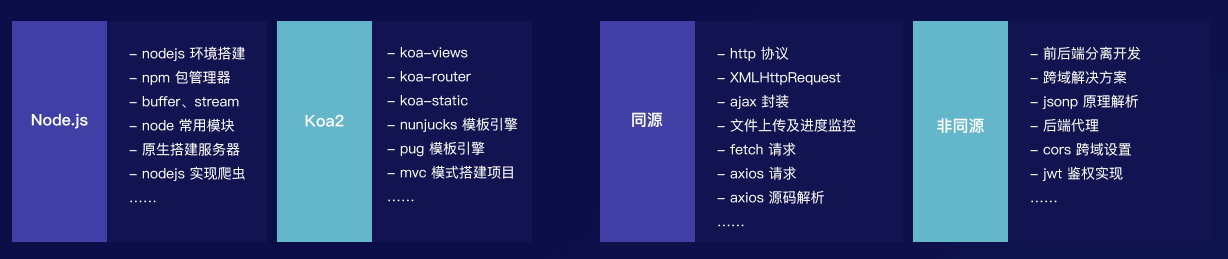 Node.js
– nodejs 环境搭建
– npm 包管理器
– buffer、stream
– node 常用模块
– 原生搭建服务器
– nodejs 实现爬虫
……
Koa2
– koa-views
– koa-router
– koa-static
– nunjucks 模板引擎
– pug 模板引擎
– mvc 模式搭建项目
……
同源
– http 协议
– XMLHttpRequest
– ajax 封装
– 文件上传及进度监控
– fetch 请求
– axios 请求
– axios 源码解析
……
非同源
– 前后端分离开发
– 跨域解决方案
– jsonp 原理解析
– 后端代理
– cors 跨域设置
– jwt 鉴权实现
……